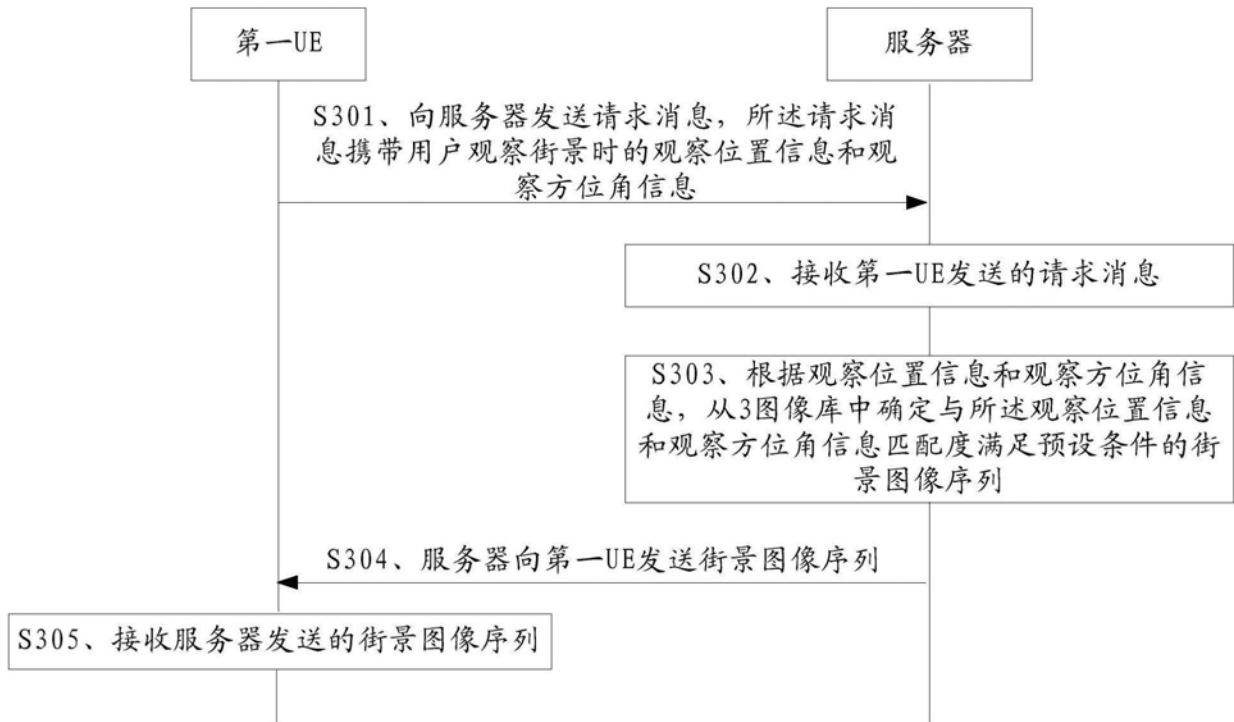 第一UE
服务器
S301、向服务器发送请求消息，所述请求消
息携带用户观察街景时的观察位置信息和观
察方位角信息
S302、接收第一UE发送的请求消息
S303、根据观察位置信息和观察方位角信
息，从3图像库中确定与所述观察位置信息
和观察方位角信息匹配度满足预设条件的街
景图像序列
S304、服务器向第一UE发送街景图像序列
S305、接收服务器发送的街景图像序列